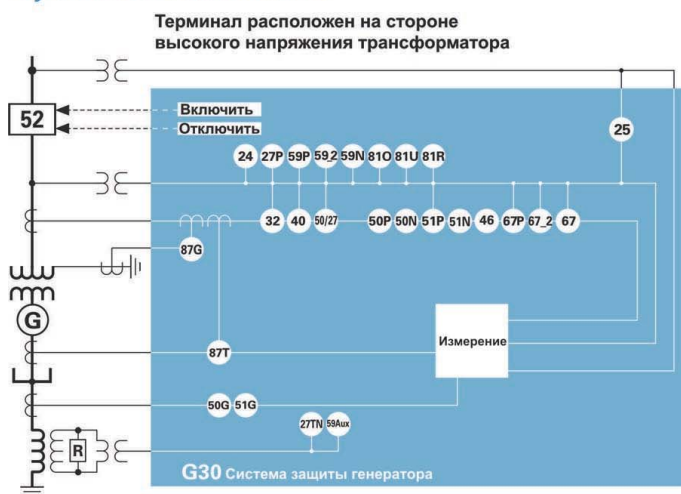 Терминал расположен на стороне
высокого напряжения трансформатора
52
Включить
Отключить
25
24 27P 59P 59_2 59N 81O 81U 81R
32 40 50/27 50P 50N 51P 51N 46 67P 67_2 67
87G
G
Измерение
87T
50G 51G
27TN 59Aux
R
G30 Система защиты генератора